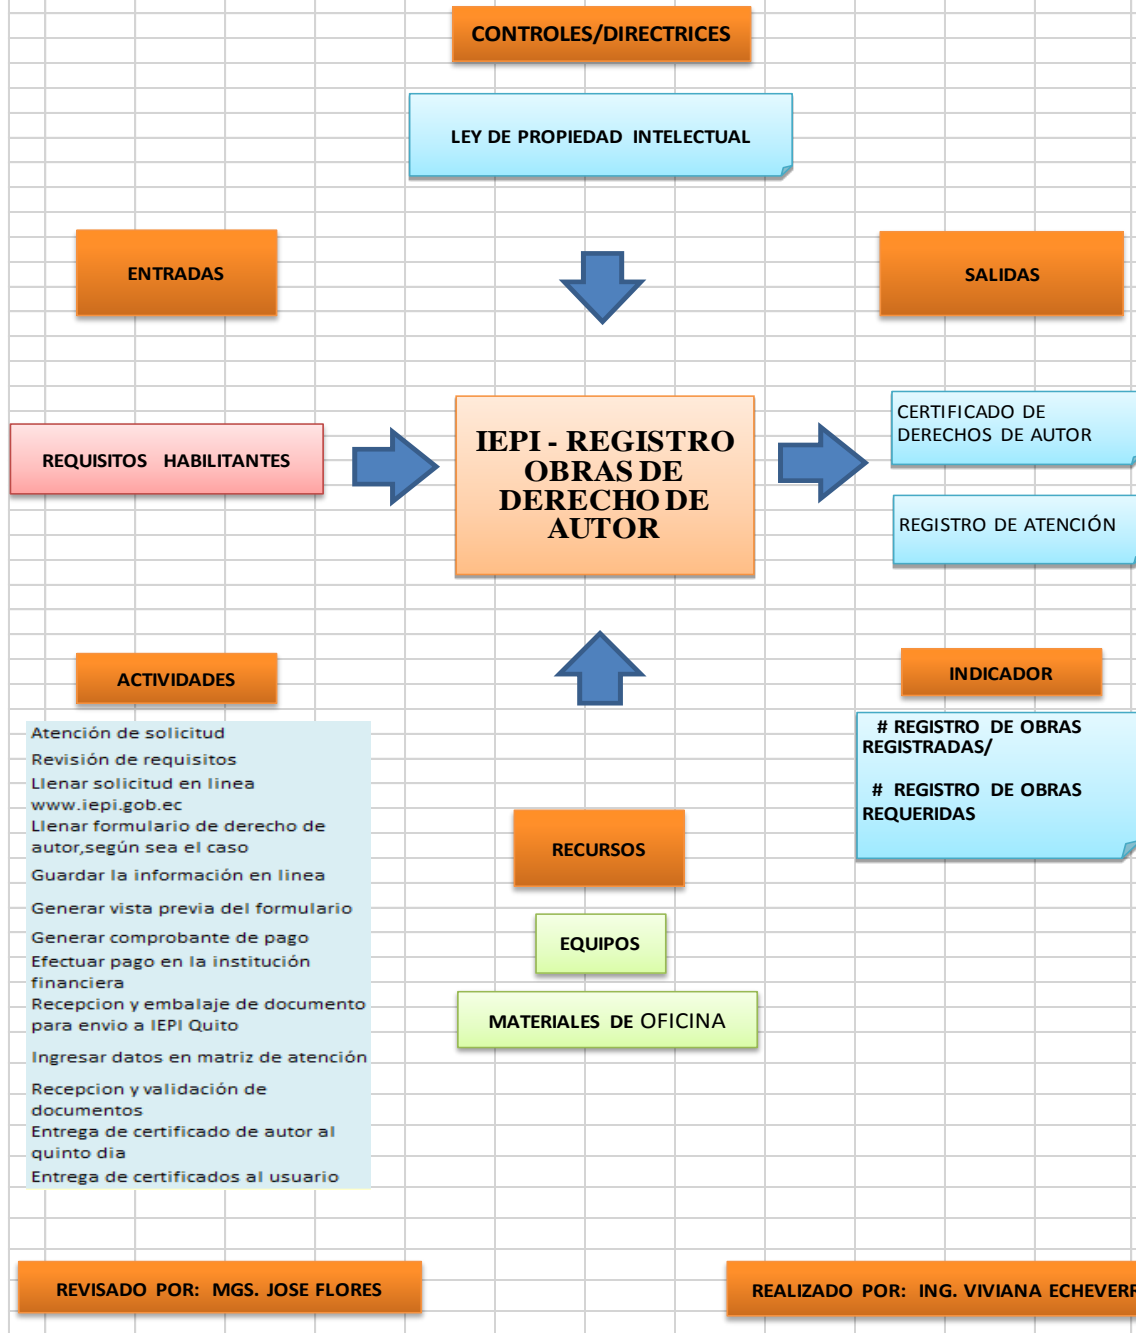 CONTROLES/DIRECTRICES
LEY DE PROPIEDAD INTELECTUAL
ENTRADAS
SALIDAS
REQUISITOS HABILITANTES
IEPI - REGISTRO
OBRAS DE
DERECHO DE
AUTOR
CERTIFICADO DE
DERECHOS DE AUTOR
REGISTRO DE ATENCIÓN
ACTIVIDADES
Atención de solicitud
Revisión de requisitos
Llenar solicitud en linea
www.iepi.gob.ec
Llenar formulario de derecho de
autor,según sea el caso
Guardar la información en linea
Generar vista previa del formulario
Generar comprobante de pago
Efectuar pago en la institución
financiera
Recepcion y embalaje de documento
para envio a IEPI Quito
Ingresar datos en matriz de atención
Recepcion y validación de
documentos
Entrega de certificado de autor al
quinto dia
Entrega de certificados al usuario
INDICADOR
# REGISTRO DE OBRAS
REGISTRADAS/
# REGISTRO DE OBRAS
REQUERIDAS
RECURSOS
EQUIPOS
MATERIALES DE OFICINA
REVISADO POR: MGS. JOSE FLORES
REALIZADO POR: ING. VIVIANA